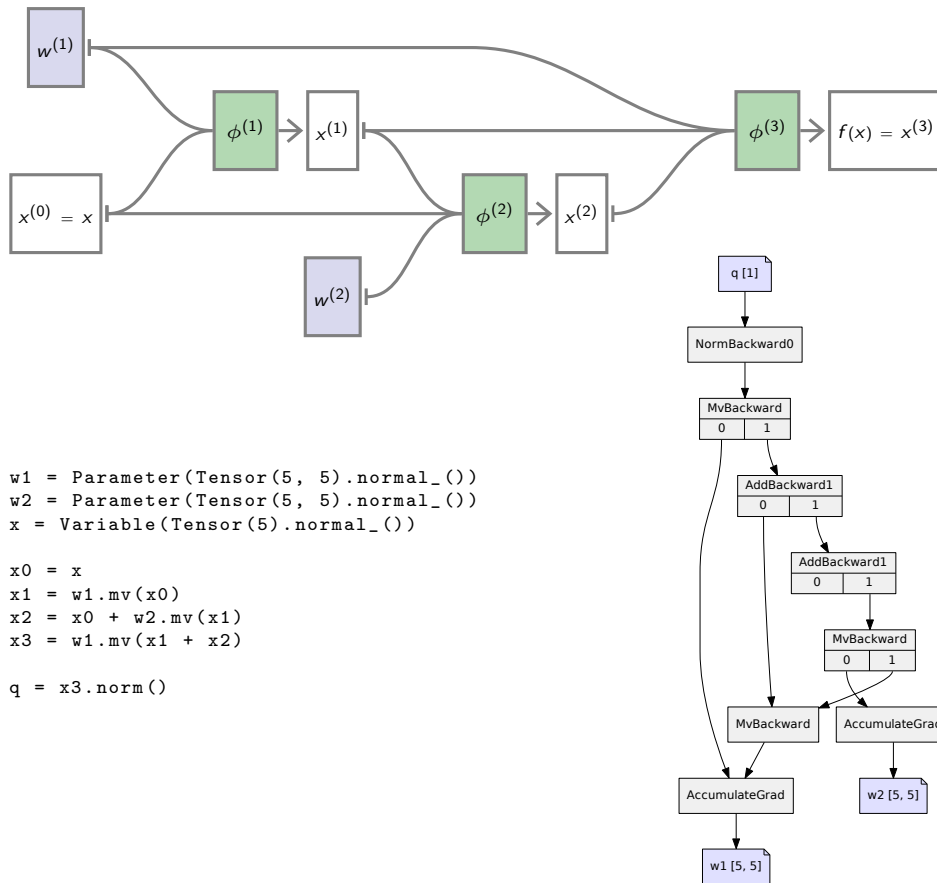 w(1)
ϕ(1)
x(1)
ϕ(3)
f(x) = x(3)
x(0) = x
ϕ(2)
x(2)
w(2)
q [1]
NormBackward0
MvBackward
0 1
AddBackward1
0 1
AddBackward1
0 1
MvBackward
0 1
MvBackward
AccumulateGrad
AccumulateGrad
w2 [5, 5]
w1 [5, 5]
w1 = Parameter(Tensor(5, 5).normal_())
w2 = Parameter(Tensor(5, 5).normal_())
x = Variable(Tensor(5).normal_())
x0 = x
x1 = w1.mv(x0)
x2 = x0 + w2.mv(x1)
x3 = w1.mv(x1 + x2)
q = x3.norm()